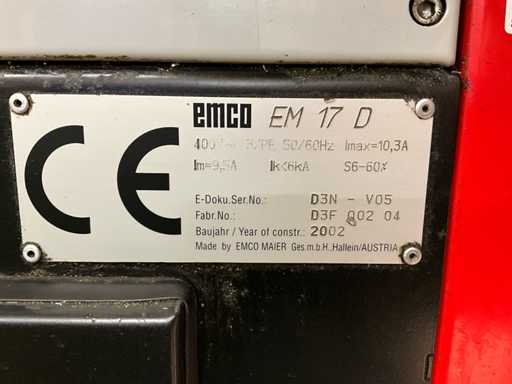 CE
emco EM 17 D
50/60Hz Imax=10,3A
Im=9,5A Ik<6kA S6-60%
E-Doku.Ser.No.: D3N - V05
Fabr.No.: D3F 002 04
Baujahr / Year of constr.: 2002
Made by EMCO MAIER Ges.m.b.H.,Hallein/AUSTRIA